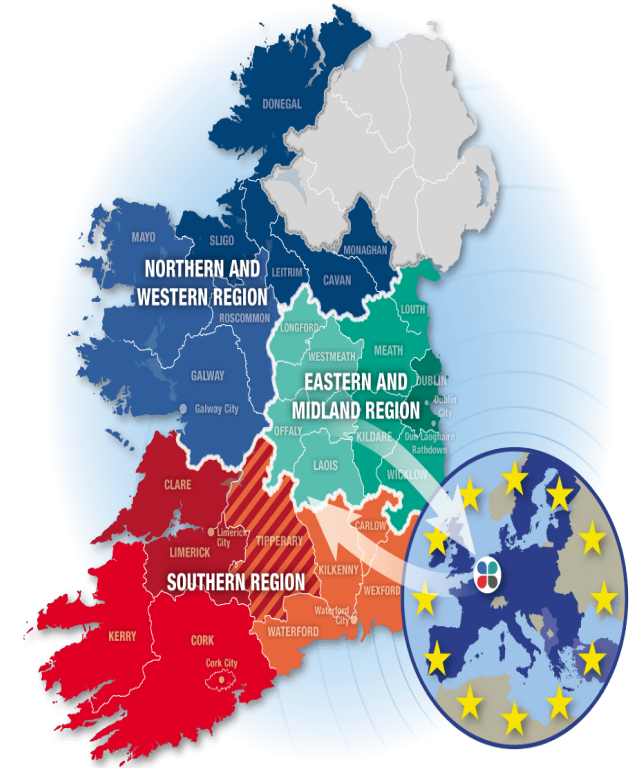 DONEGAL
MAYO
SLIGO
MONAGHAN
LEITRIM
CAVAN
NORTHERN AND
WESTERN REGION
ROSCOMMON
LOUTH
LONGFORD
MEATH
WESTMEATH
GALWAY
DUBLIN
EASTERN AND
MIDLAND REGION
Dublin
City
Galway City
OFFALY
KILDARE
Dun Laoghaire
Rathdown
LAOIS
WICKLOW
CLARE
CARLOW
Limerick
City
TIPPERARY
LIMERICK
KILKENNY
SOUTHERN REGION
WEXFORD
Waterford
City
KERRY
CORK
WATERFORD
Cork City